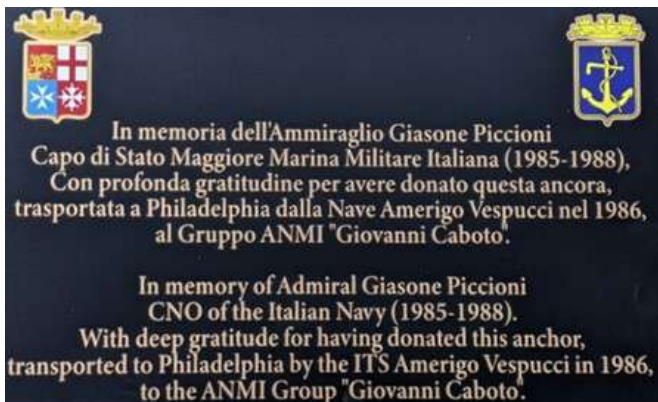 In memoria dell'Ammiraglio Giasone Piccioni
Capo di Stato Maggiore Marina Militare Italiana (1985-1988),
Con profonda gratitudine per avere donato questa ancora,
trasportata a Philadelphia dalla Nave Amerigo Vespucci nel 1986,
al Gruppo ANMI "Giovanni Caboto".
In memory of Admiral Giasone Piccioni
CNO of the Italian Navy (1985-1988).
With deep gratitude for having donated this anchor,
transported to Philadelphia by the ITS Amerigo Vespucci in 1986,
to the ANMI Group "Giovanni Caboto".